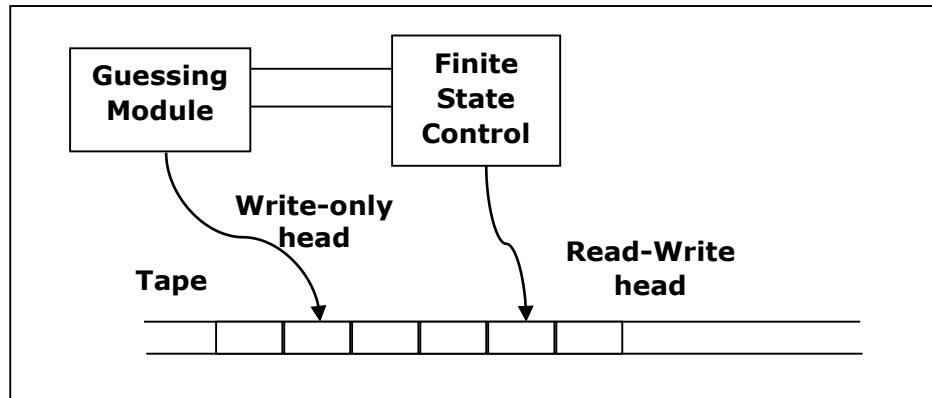 Guessing
Module
Finite
State
Control
Write-only
head
Read-Write
head
Tape